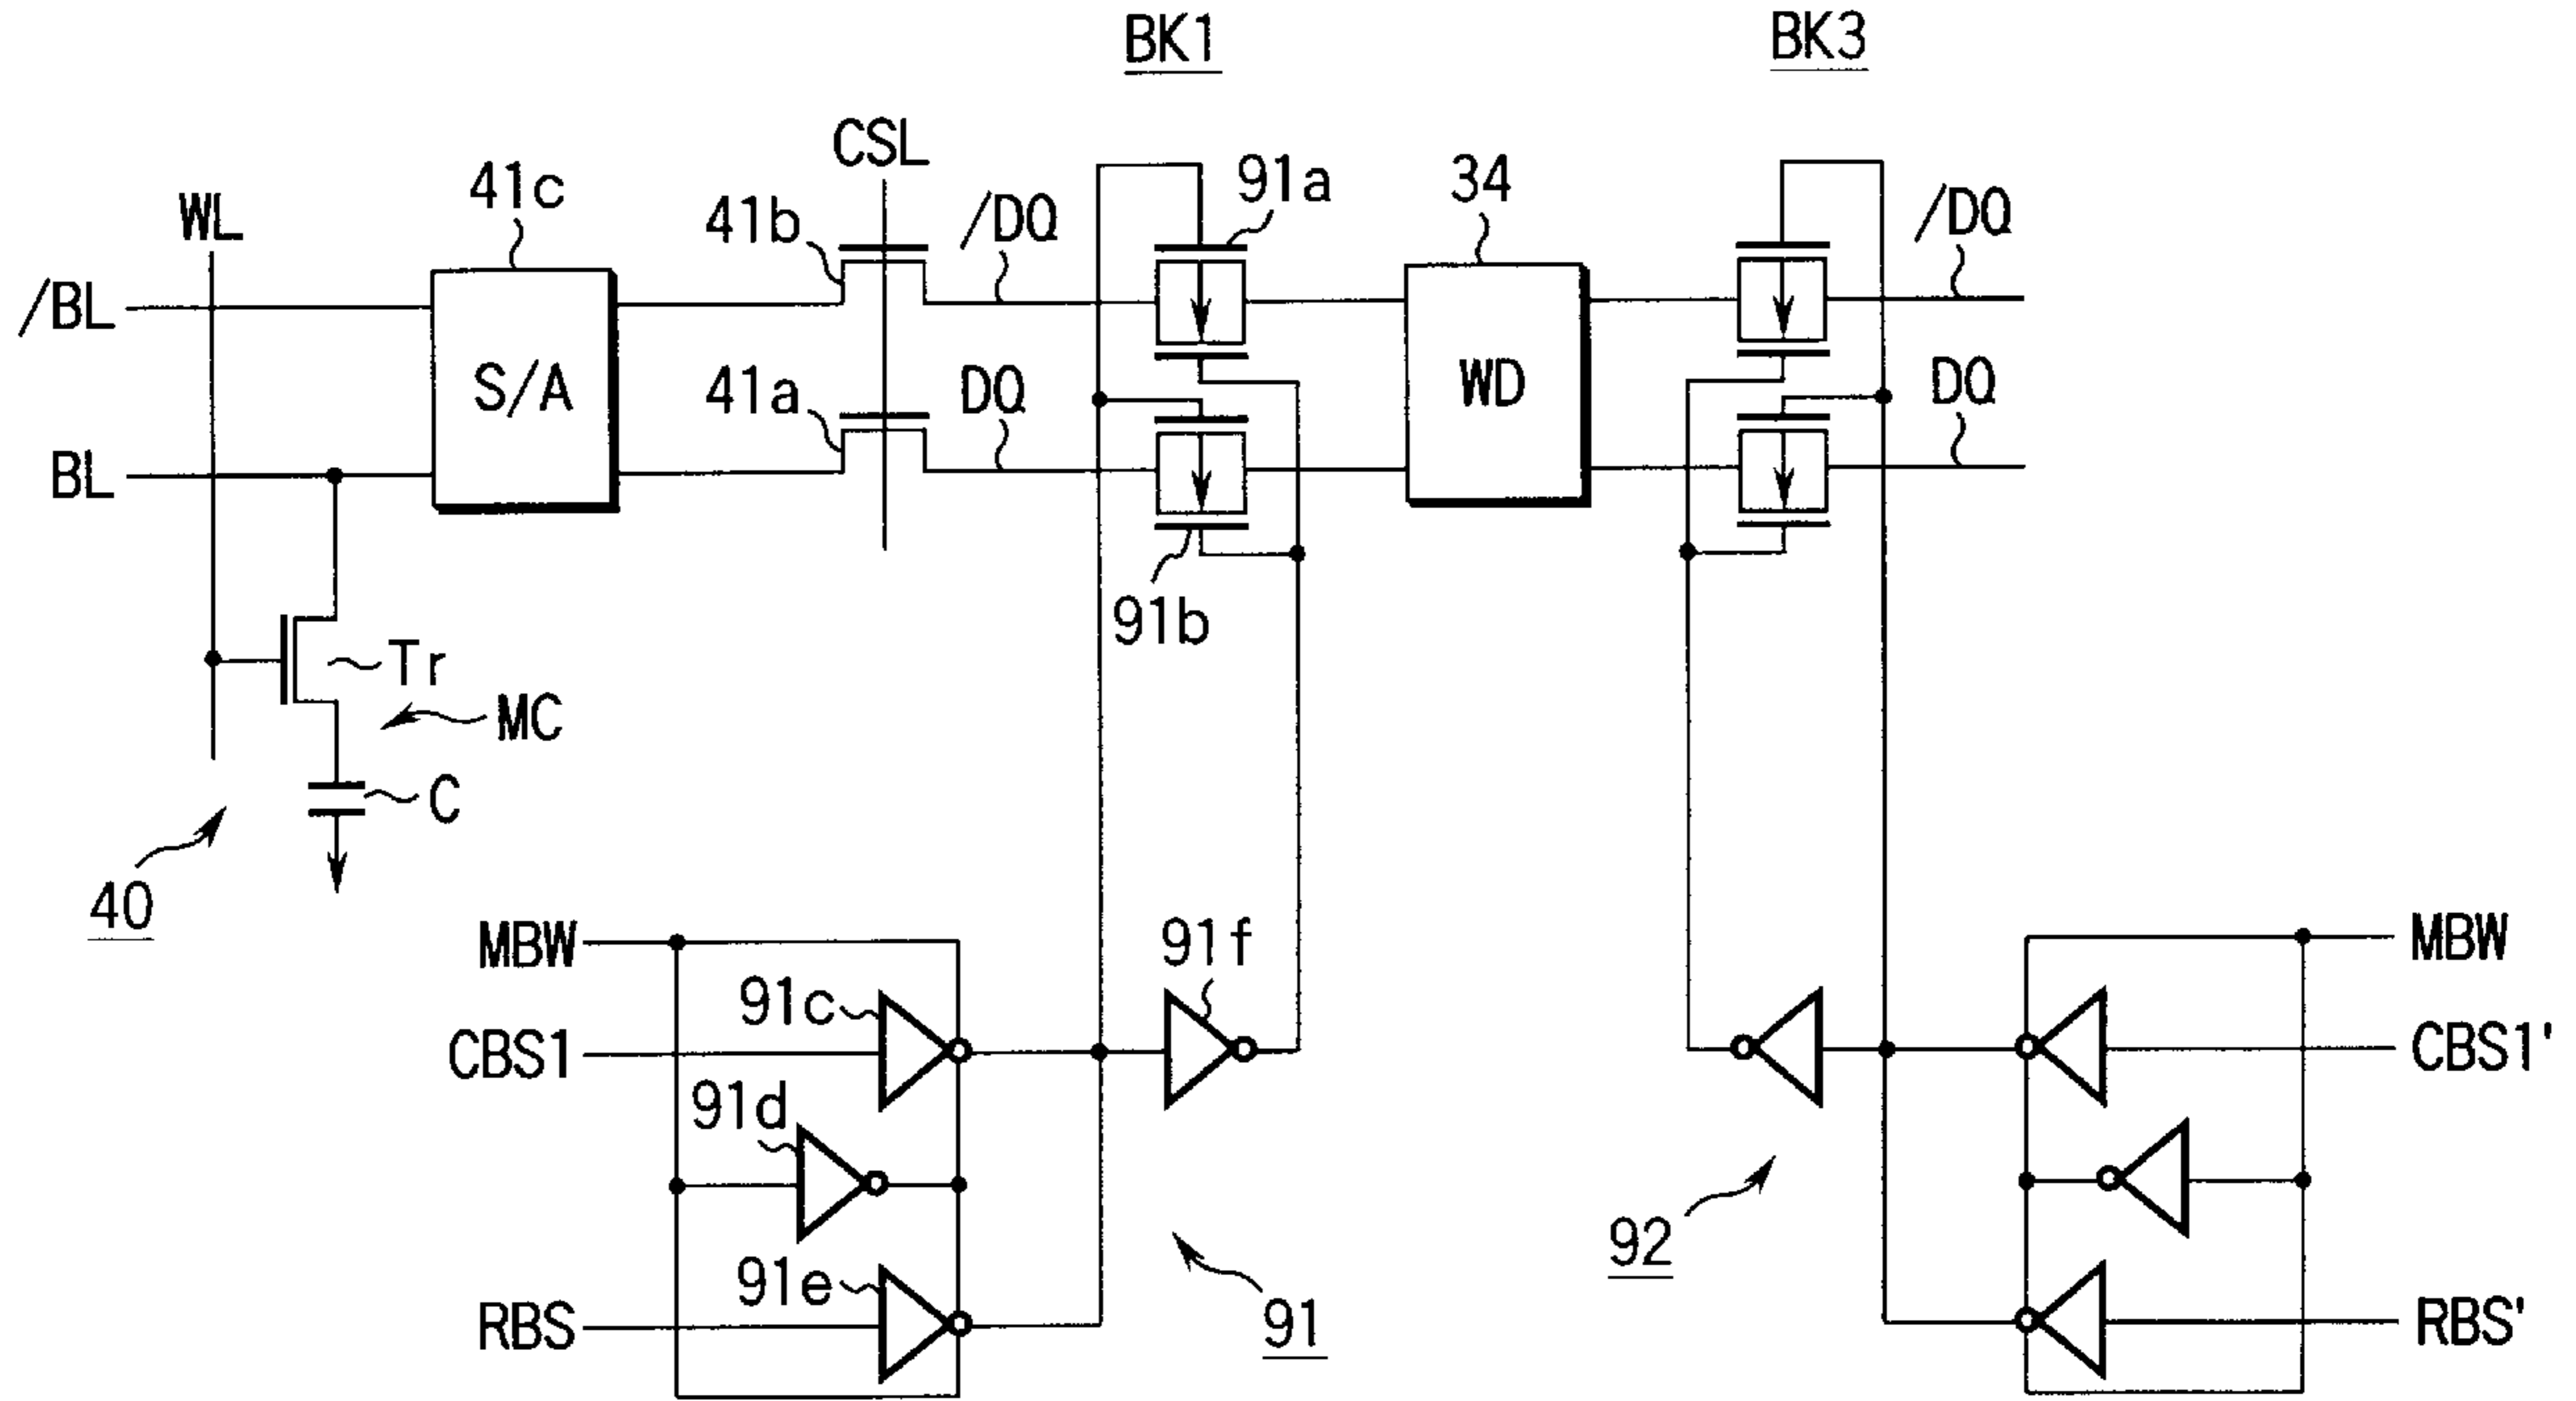 BK1
BK3
CSL
41c
91a
34
WL
41b
/DQ
/DQ
/BL
S/A
41a
DQ
WD
DQ
BL
91b
Tr
MC
C
40
MBW
91f
MBW
91c
CBS1
CBS1'
91d
92
91e
RBS
91
RBS'